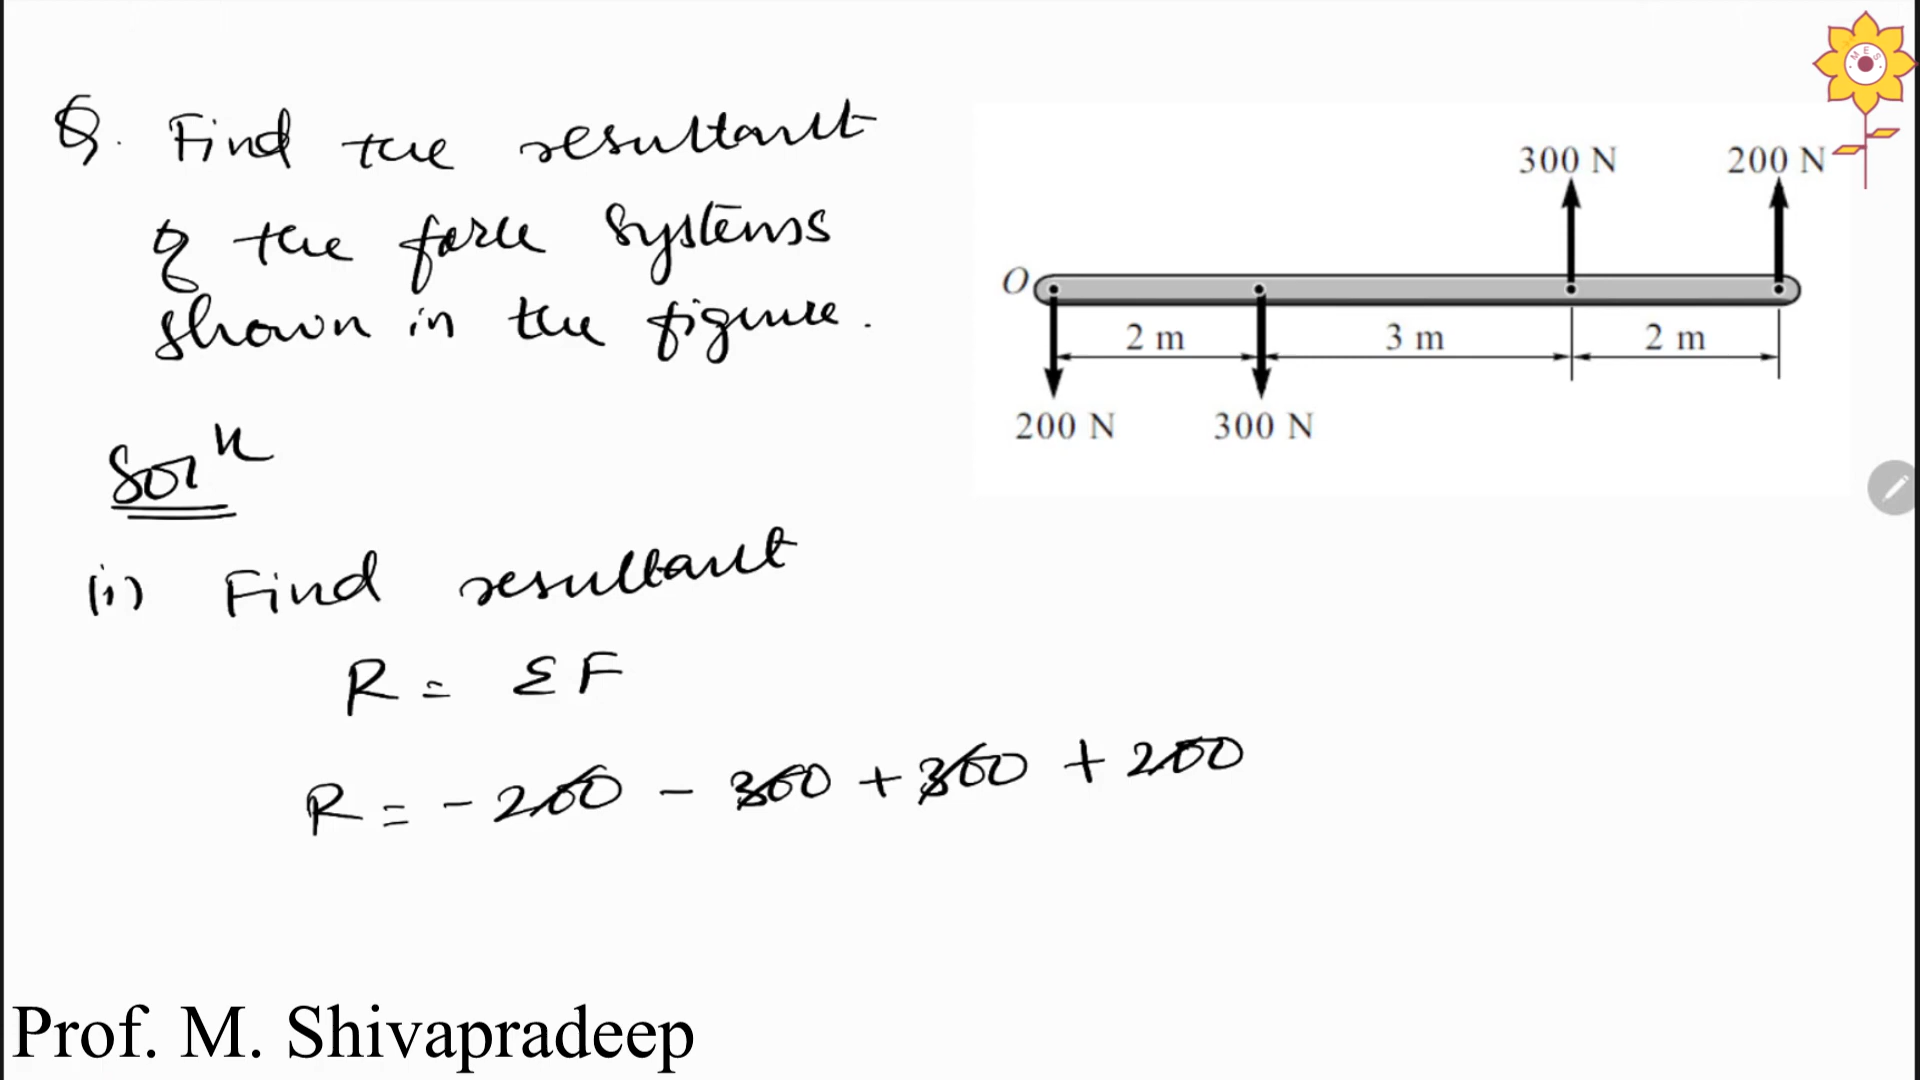 Q. Find the resultant
of the force systems
shown in the figure.
300 N 200 N
O
2 m 3 m 2 m
200 N 300 N
Solⁿ
(i) Find resultant
R = ΣF
R = - 200 - 300 + 300 + 200
Prof. M. Shivapradeep
MES